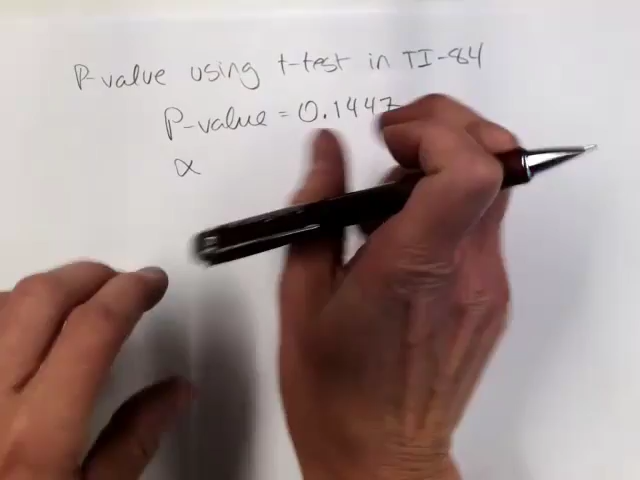 P-value using t-test in TI-84
P-value = 0.1447
α